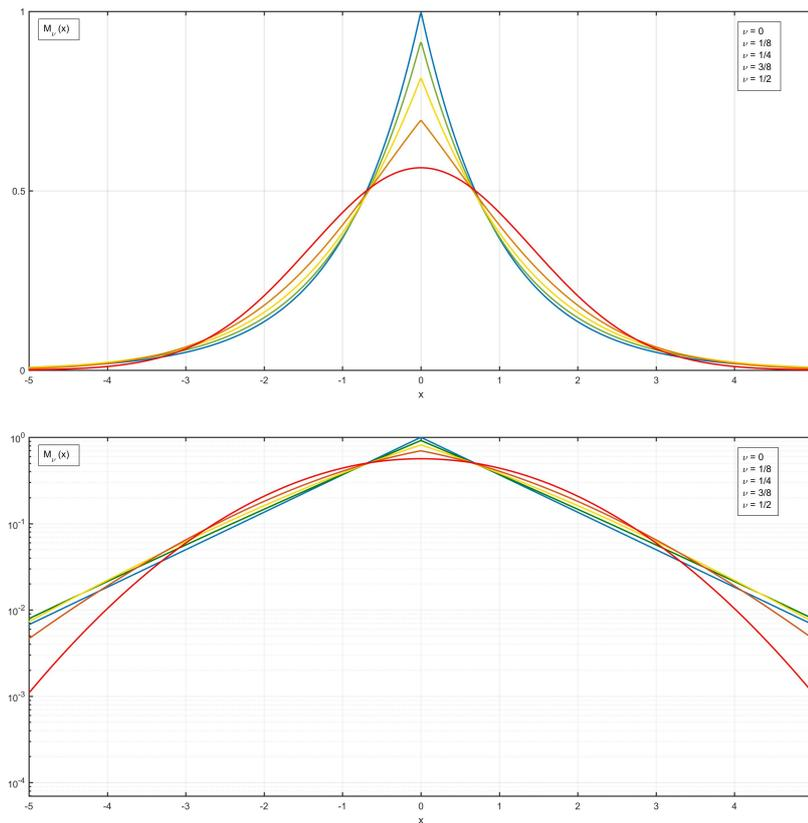 1
M_ν (x)
ν = 0
ν = 1/8
ν = 1/4
ν = 3/8
ν = 1/2
0.5
0
-5 -4 -3 -2 -1 0 1 2 3 4
x
10^0
M_ν (x)
ν = 0
ν = 1/8
ν = 1/4
ν = 3/8
ν = 1/2
10^-1
10^-2
10^-3
10^-4
-5 -4 -3 -2 -1 0 1 2 3 4
x